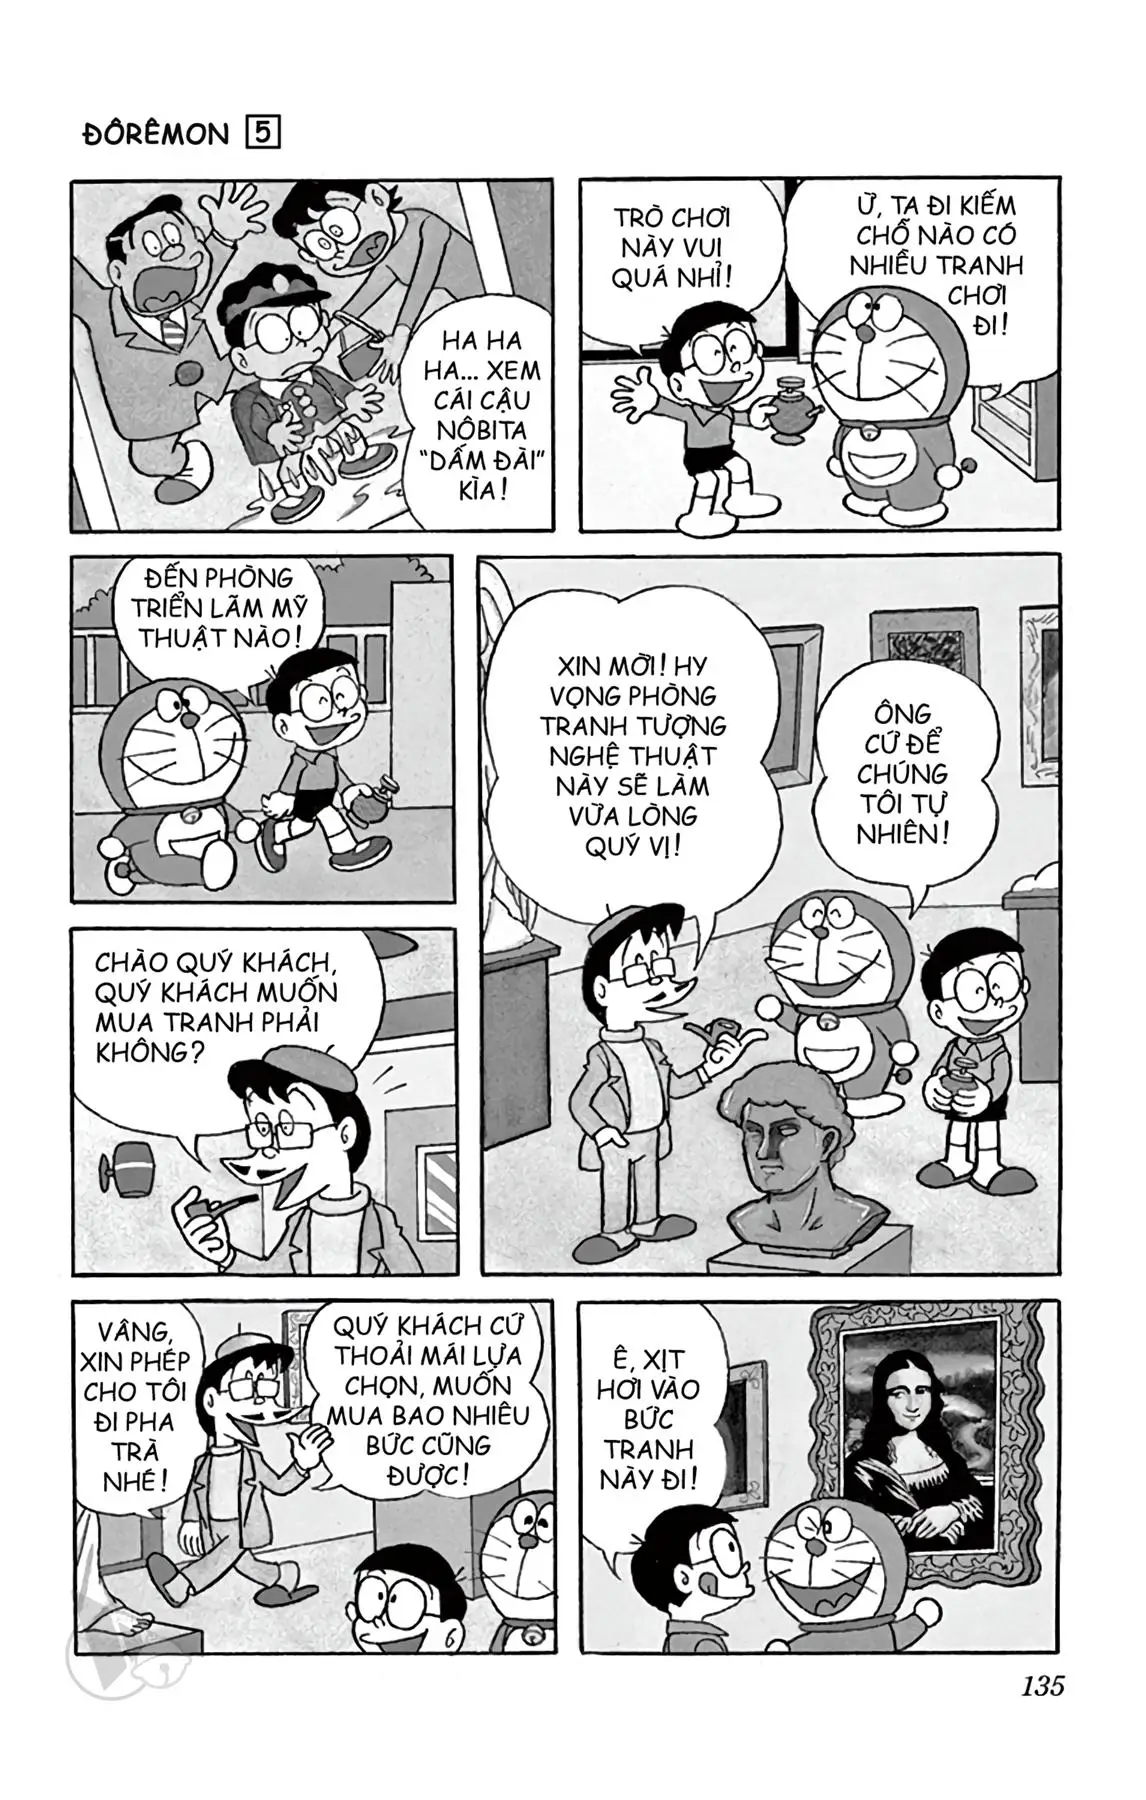 ĐÔRÊMON 5
HA HA
HA... XEM
CÁI CẬU
NÔBITA
“DẤM ĐÀI”
KÌA!
TRÒ CHƠI
NÀY VUI
QUÁ NHỈ!
Ừ, TA ĐI KIẾM
CHỖ NÀO CÓ
NHIỀU TRANH
CHƠI
ĐI!
ĐẾN PHÒNG
TRIỂN LÃM MỸ
THUẬT NÀO!
CHÀO QUÝ KHÁCH,
QUÝ KHÁCH MUỐN
MUA TRANH PHẢI
KHÔNG?
XIN MỜI! HY
VỌNG PHÒNG
TRANH TƯỢNG
NGHỆ THUẬT
NÀY SẼ LÀM
VỪA LÒNG
QUÝ VỊ!
ÔNG
CỨ ĐỂ
CHÚNG
TÔI TỰ
NHIÊN!
VÂNG,
XIN PHÉP
CHO TÔI
ĐI PHA
TRÀ
NHÉ!
QUÝ KHÁCH CỨ
THOẢI MÁI LỰA
CHỌN, MUỐN
MUA BAO NHIÊU
BỨC CŨNG
ĐƯỢC!
Ê, XỊT
HƠI VÀO
BỨC
TRANH
NÀY ĐI!
135